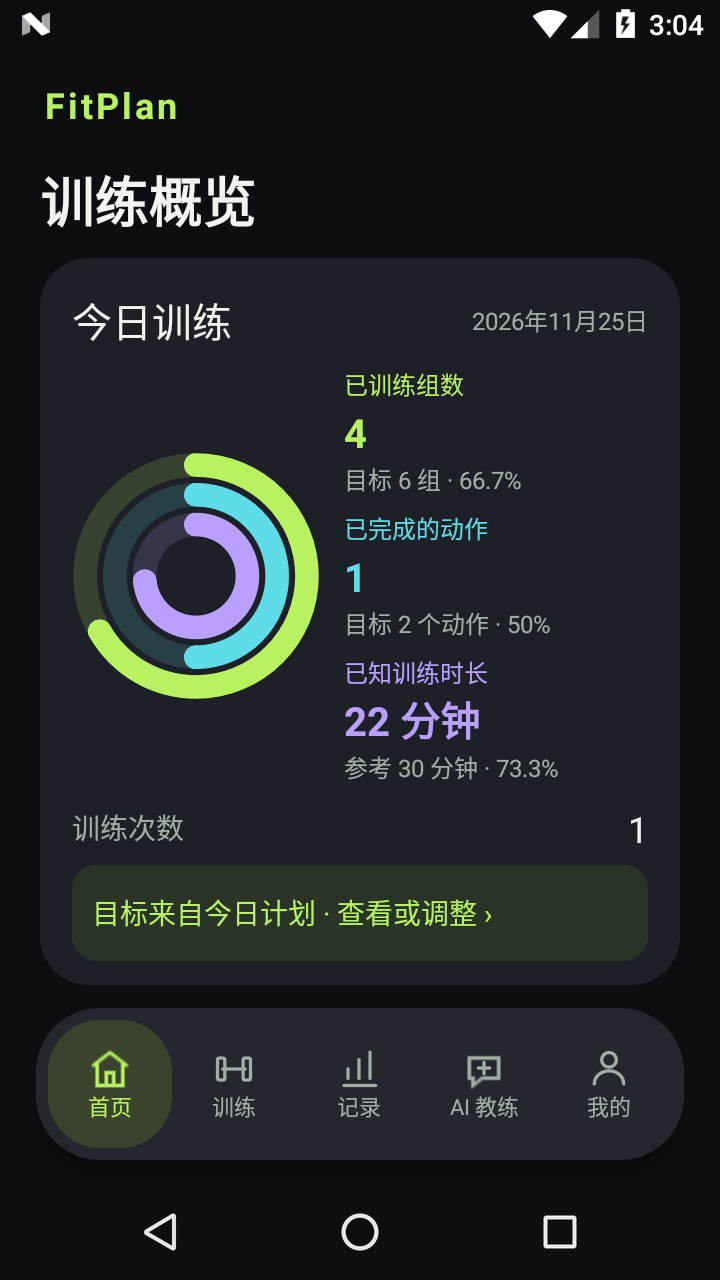 3:04
FitPlan
训练概览
今日训练
2026年11月25日
已训练组数
4
目标 6 组 · 66.7%
已完成的动作
1
目标 2 个动作 · 50%
已知训练时长
22 分钟
参考 30 分钟 · 73.3%
训练次数
1
目标来自今日计划 · 查看或调整 ›
首页
训练
记录
AI 教练
我的